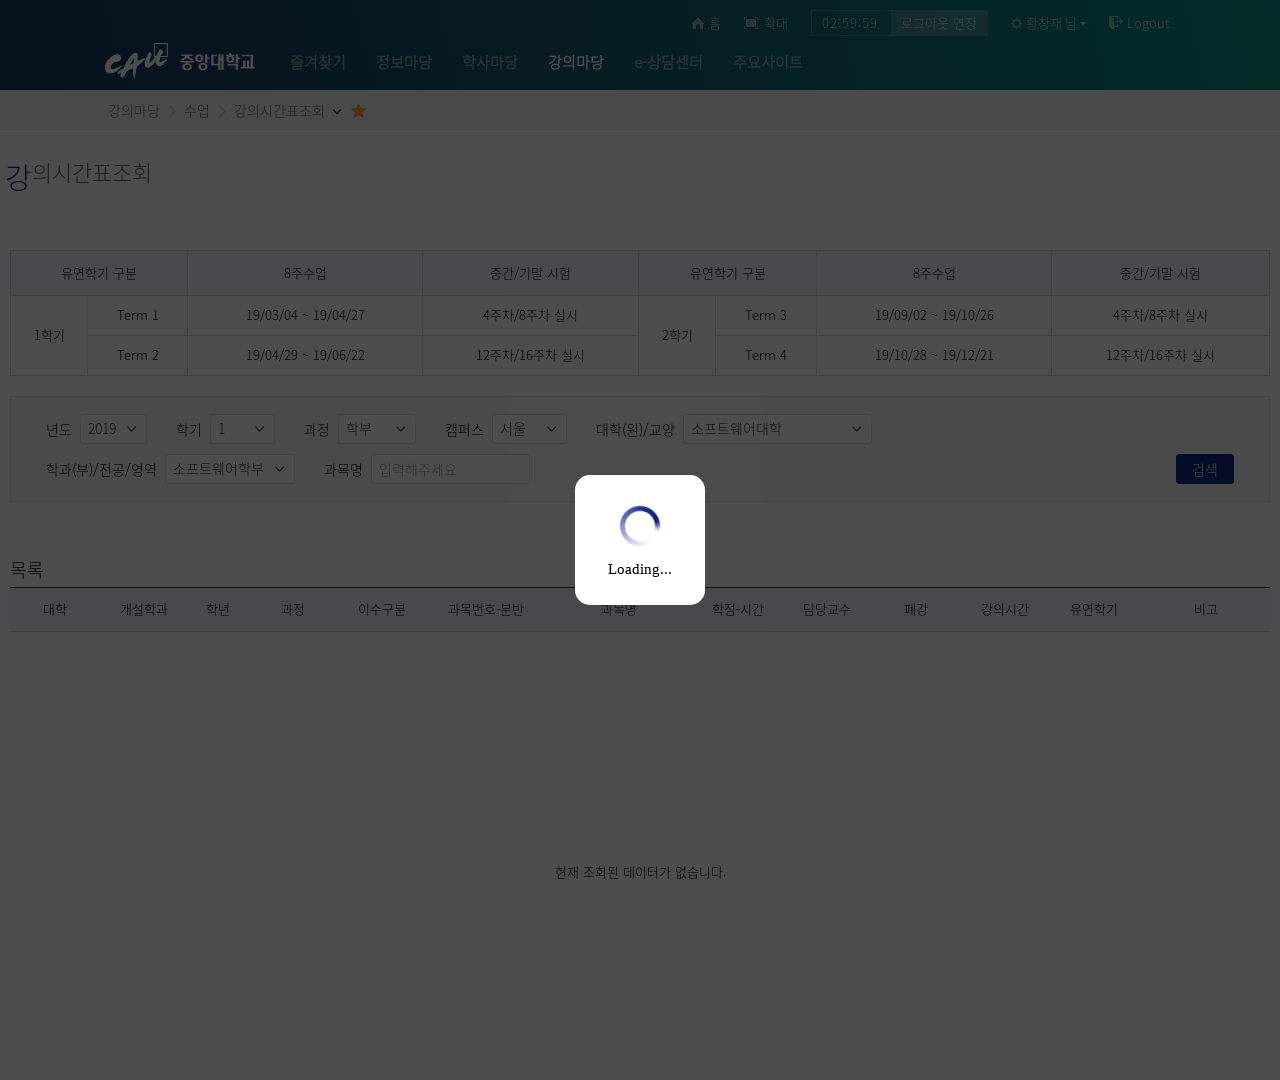 홈 확대 02:59:59 로그아웃 연장 황창재 님 Logout
CAU 중앙대학교 즐겨찾기 정보마당 학사마당 강의마당 e-상담센터 주요사이트
강의마당 수업 강의시간표조회
강의시간표조회
유연학기 구분 8주수업 중간/기말 시험 유연학기 구분 8주수업 중간/기말 시험
1학기 Term 1 19/03/04 ~ 19/04/27 4주차/8주차 실시 2학기 Term 3 19/09/02 ~ 19/10/26 4주차/8주차 실시
Term 2 19/04/29 ~ 19/06/22 12주차/16주차 실시 Term 4 19/10/28 ~ 19/12/21 12주차/16주차 실시
년도 2019 학기 1 과정 학부 캠퍼스 서울 대학(원)/교양 소프트웨어대학
학과(부)/전공/영역 소프트웨어학부 과목명 입력해주세요 검색
Loading...
목록
대학 개설학과 학년 과정 이수구분 과목번호-분반 과목명 학점-시간 담당교수 폐강 강의시간 유연학기 비고
현재 조회된 데이터가 없습니다.